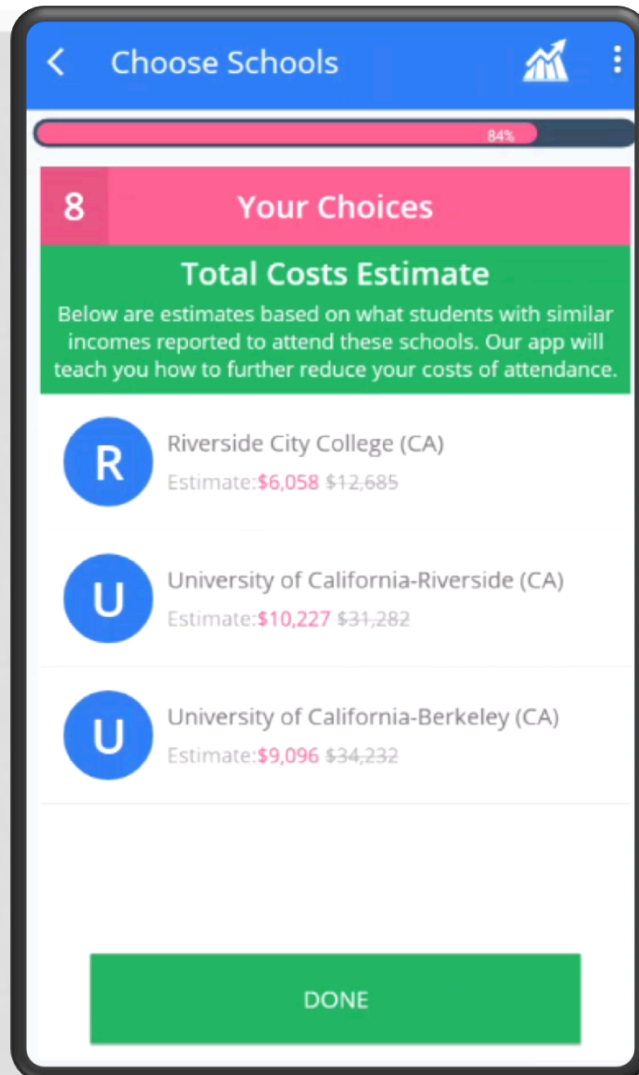 Choose Schools
84%
8 Your Choices
Total Costs Estimate
Below are estimates based on what students with similar
incomes reported to attend these schools. Our app will
teach you how to further reduce your costs of attendance.
R
Riverside City College (CA)
Estimate:$6,058 $12,685
U
University of California-Riverside (CA)
Estimate:$10,227 $31,282
U
University of California-Berkeley (CA)
Estimate:$9,096 $34,232
DONE